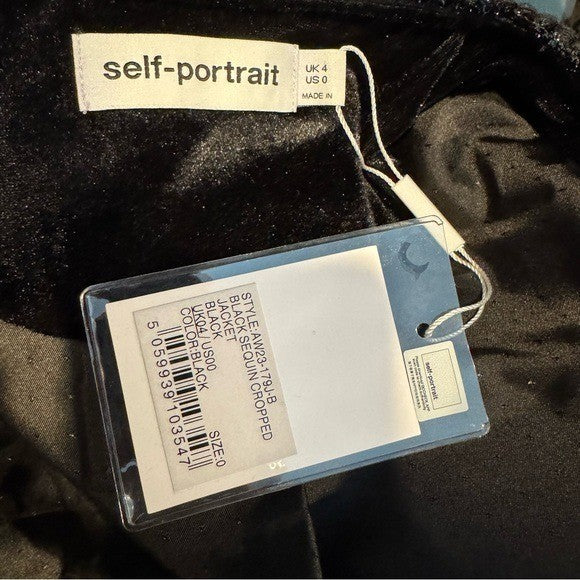 self-portrait
UK 4
US 0
MADE IN
self-portrait
STYLE:AW23-179J-B
BLACK SEQUIN CROPPED
JACKET
BLACK
UK04/ US00
COLOR:BLACK SIZE:0
5 059939 103547